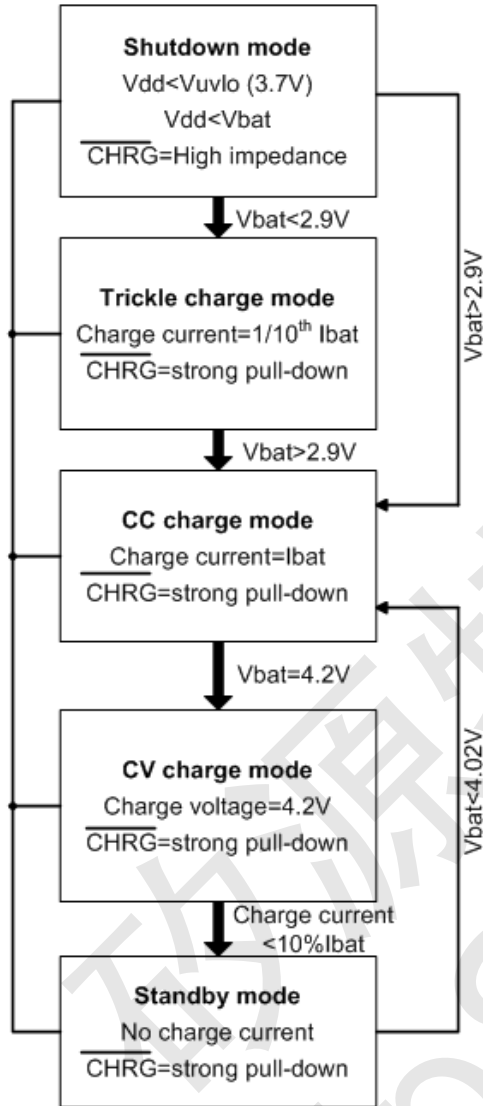 Shutdown mode
Vdd<Vuvlo (3.7V)
Vdd<Vbat
CHRG=High impedance
Vbat<2.9V
Vbat>2.9V
Trickle charge mode
Charge current=1/10th Ibat
CHRG=strong pull-down
Vbat>2.9V
CC charge mode
Charge current=Ibat
CHRG=strong pull-down
Vbat=4.2V
Vbat<4.02V
CV charge mode
Charge voltage=4.2V
CHRG=strong pull-down
Charge current
<10%Ibat
Standby mode
No charge current
CHRG=strong pull-down
矽源